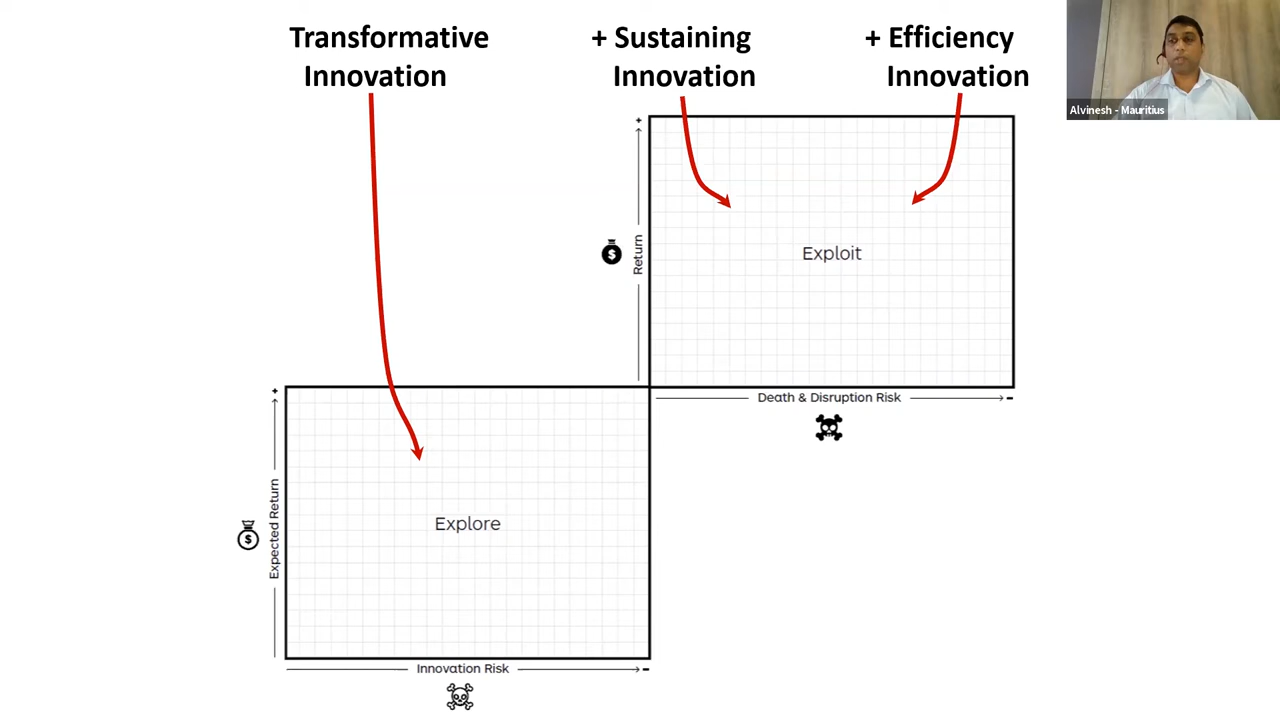 Transformative
Innovation
+ Sustaining
Innovation
+ Efficiency
Innovation
Alvinesh - Mauritius
+
Return
$
Exploit
Death & Disruption Risk
-
+
Expected Return
$
Explore
Innovation Risk
-